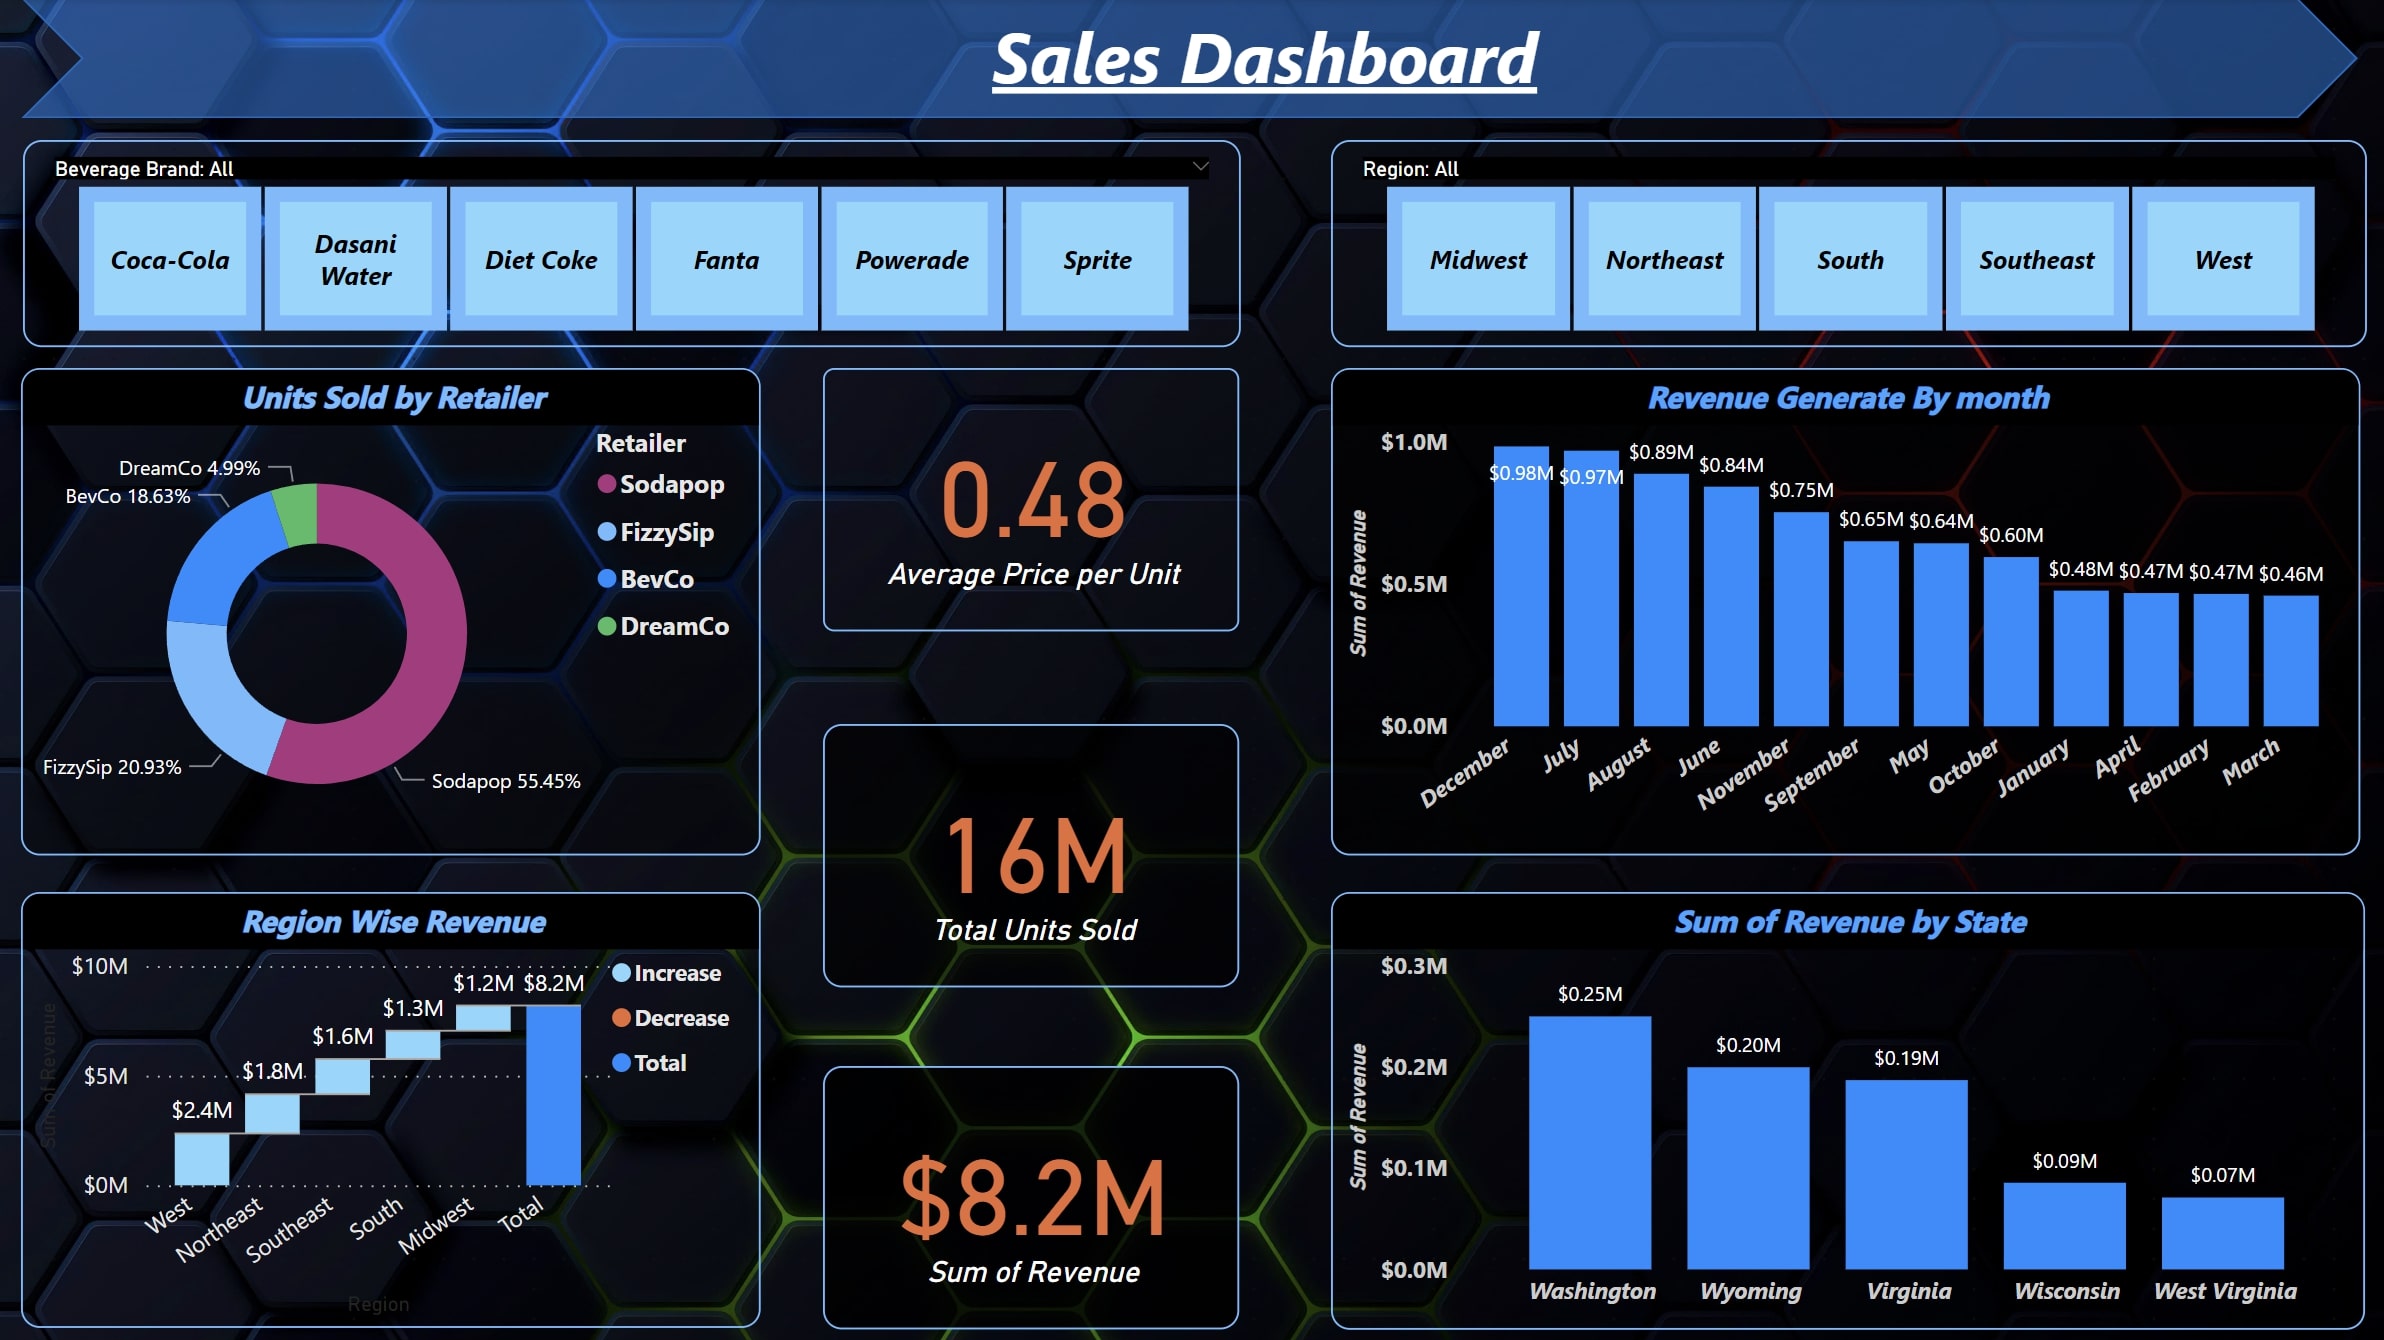 Sales Dashboard
Beverage Brand: All
Coca-Cola
Dasani
Water
Diet Coke
Fanta
Powerade
Sprite
Region: All
Midwest
Northeast
South
Southeast
West
Units Sold by Retailer
DreamCo 4.99%
BevCo 18.63%
FizzySip 20.93%
Sodapop 55.45%
Retailer
Sodapop
FizzySip
BevCo
DreamCo
0.48
Average Price per Unit
16M
Total Units Sold
$8.2M
Sum of Revenue
Revenue Generate By month
Sum of Revenue
$1.0M
$0.5M
$0.0M
$0.98M
$0.97M
$0.89M
$0.84M
$0.75M
$0.65M
$0.64M
$0.60M
$0.48M
$0.47M
$0.47M
$0.46M
December
July
August
June
November
September
May
October
January
April
February
March
Region Wise Revenue
Sum of Revenue
$10M
$5M
$0M
$2.4M
$1.8M
$1.6M
$1.3M
$1.2M
$8.2M
West
Northeast
Southeast
South
Midwest
Total
Region
Increase
Decrease
Total
Sum of Revenue by State
Sum of Revenue
$0.3M
$0.2M
$0.1M
$0.0M
$0.25M
$0.20M
$0.19M
$0.09M
$0.07M
Washington
Wyoming
Virginia
Wisconsin
West Virginia